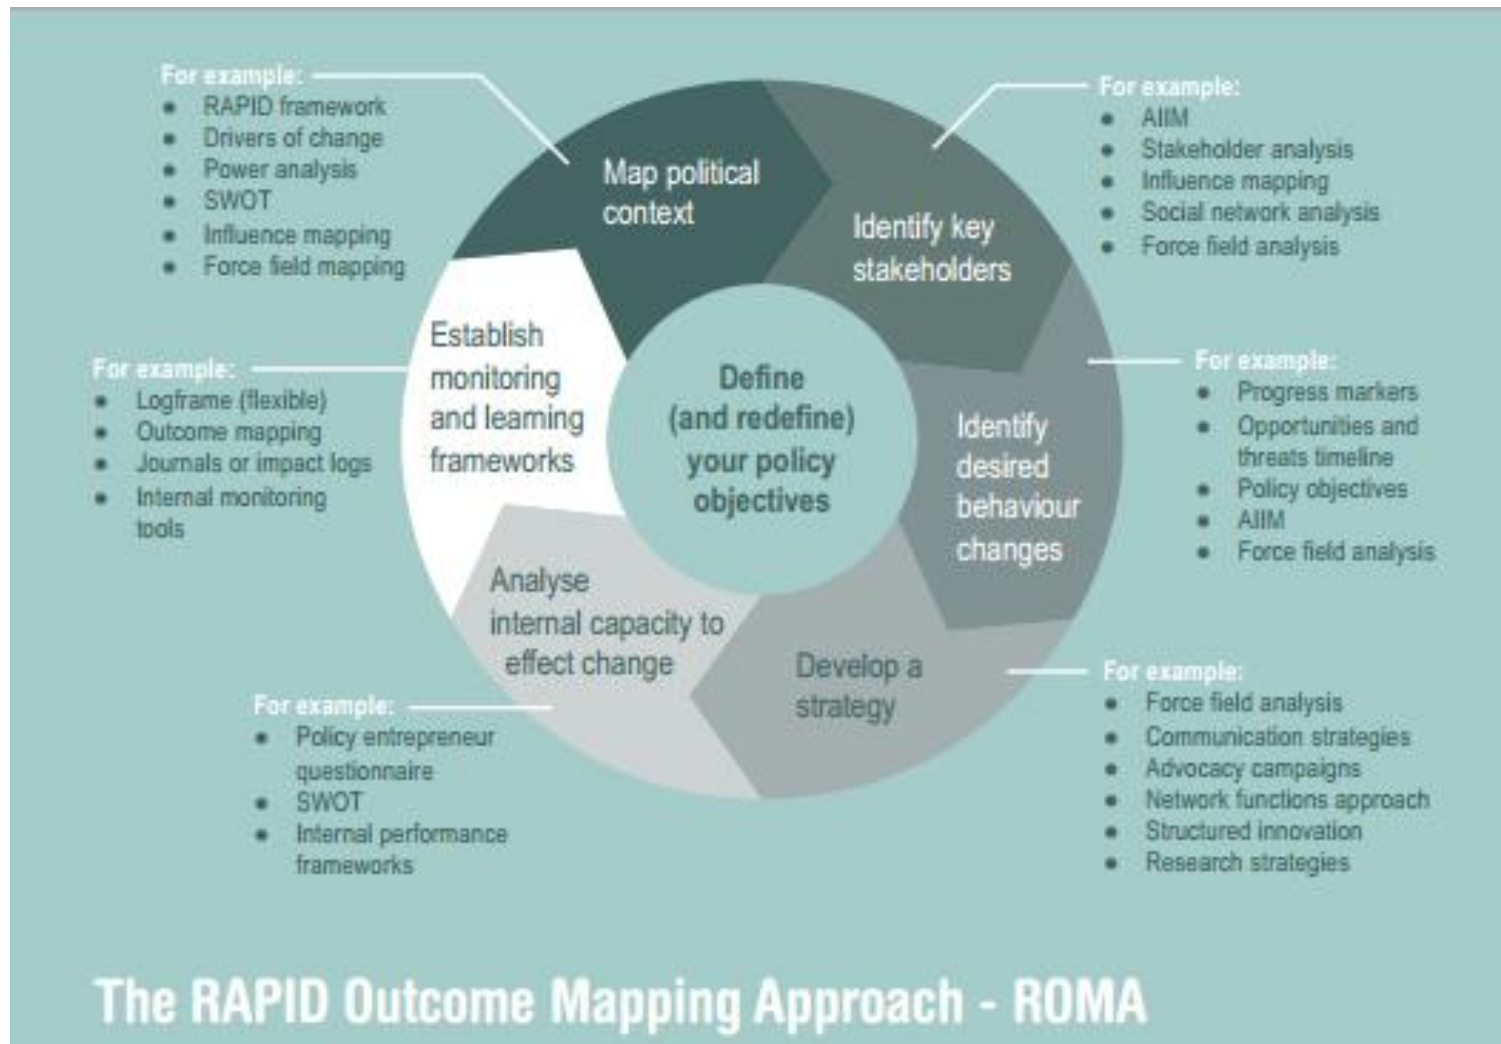 For example:
● RAPID framework
● Drivers of change
● Power analysis
● SWOT
● Influence mapping
● Force field mapping
Map political
context
For example:
● AIIM
● Stakeholder analysis
● Influence mapping
● Social network analysis
● Force field analysis
Identify key
stakeholders
For example:
● Progress markers
● Opportunities and
threats timeline
● Policy objectives
● AIIM
● Force field analysis
Identify
desired
behaviour
changes
For example:
● Force field analysis
● Communication strategies
● Advocacy campaigns
● Network functions approach
● Structured innovation
● Research strategies
Develop a
strategy
For example:
● Policy entrepreneur
questionnaire
● SWOT
● Internal performance
frameworks
Analyse
internal capacity to
effect change
For example:
● Logframe (flexible)
● Outcome mapping
● Journals or impact logs
● Internal monitoring
tools
Establish
monitoring
and learning
frameworks
Define
(and redefine)
your policy
objectives
The RAPID Outcome Mapping Approach - ROMA